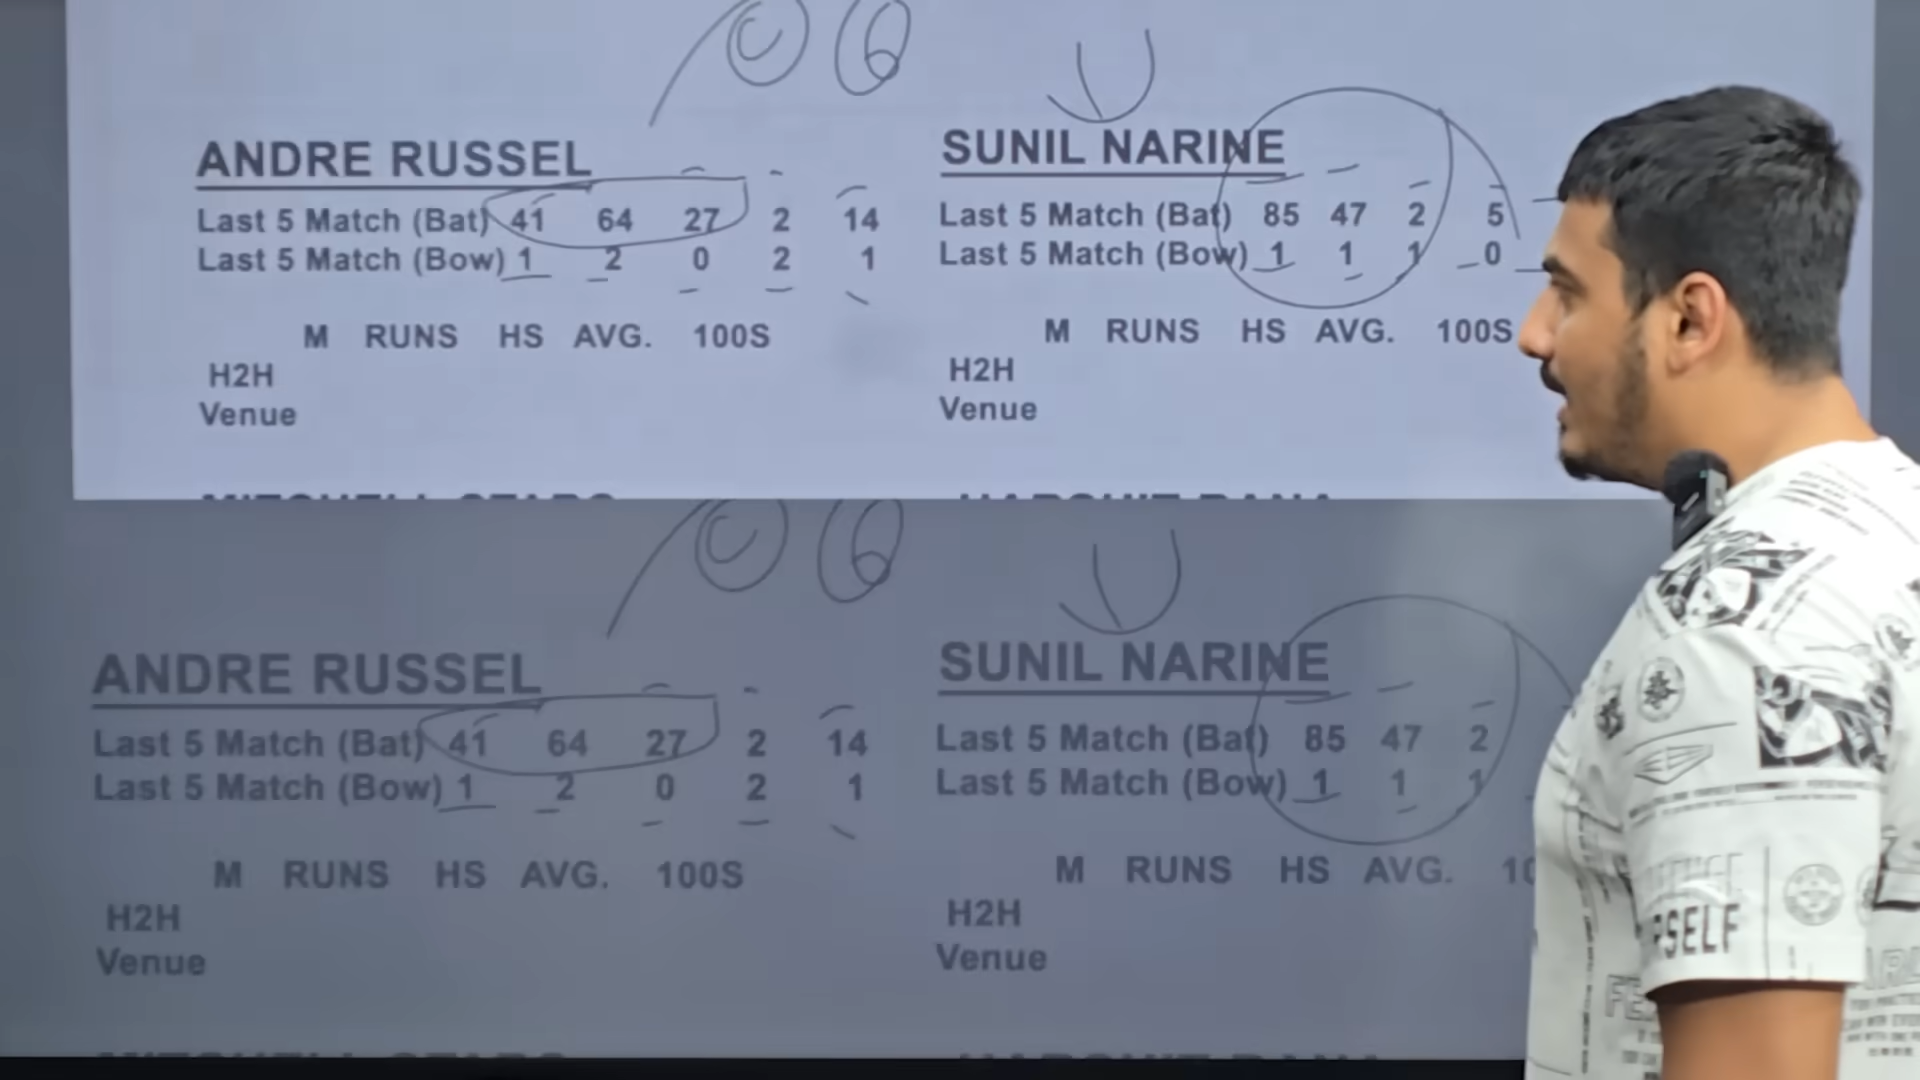 ANDRE RUSSEL
Last 5 Match (Bat) 41 64 27 2 14
Last 5 Match (Bow) 1 2 0 2 1
M RUNS HS AVG. 100S
H2H
Venue
SUNIL NARINE
Last 5 Match (Bat) 85 47 2 5
Last 5 Match (Bow) 1 1 1 0
M RUNS HS AVG. 100S
H2H
Venue
ANDRE RUSSEL
Last 5 Match (Bat) 41 64 27 2 14
Last 5 Match (Bow) 1 2 0 2 1
M RUNS HS AVG. 100S
H2H
Venue
SUNIL NARINE
Last 5 Match (Bat) 85 47 2
Last 5 Match (Bow) 1 1 1
M RUNS HS AVG.
H2H
Venue